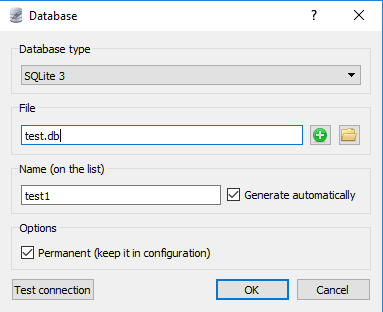 Database
Database type
SQLite 3
File
test.db
Name (on the list)
test1
Generate automatically
Options
Permanent (keep it in configuration)
Test connection
OK
Cancel